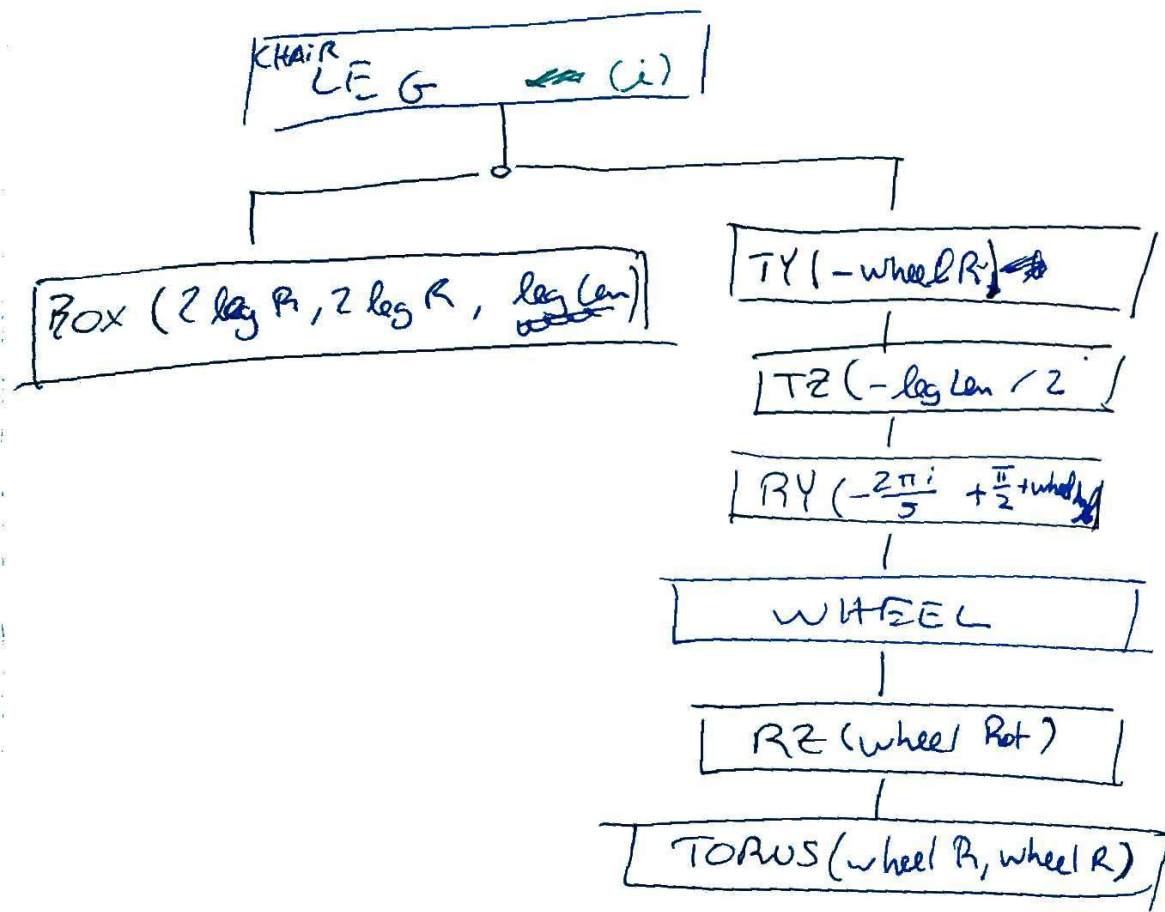 CHAIR
LEG (i)
BOX (2 leg R, 2 leg R, leg Len)
TY (-wheel R)
TZ (-leg Len / 2
RY (-2πi/5 + π/2 +
WHEEL
RZ (wheel Rot)
TORUS (wheel R, wheel R)